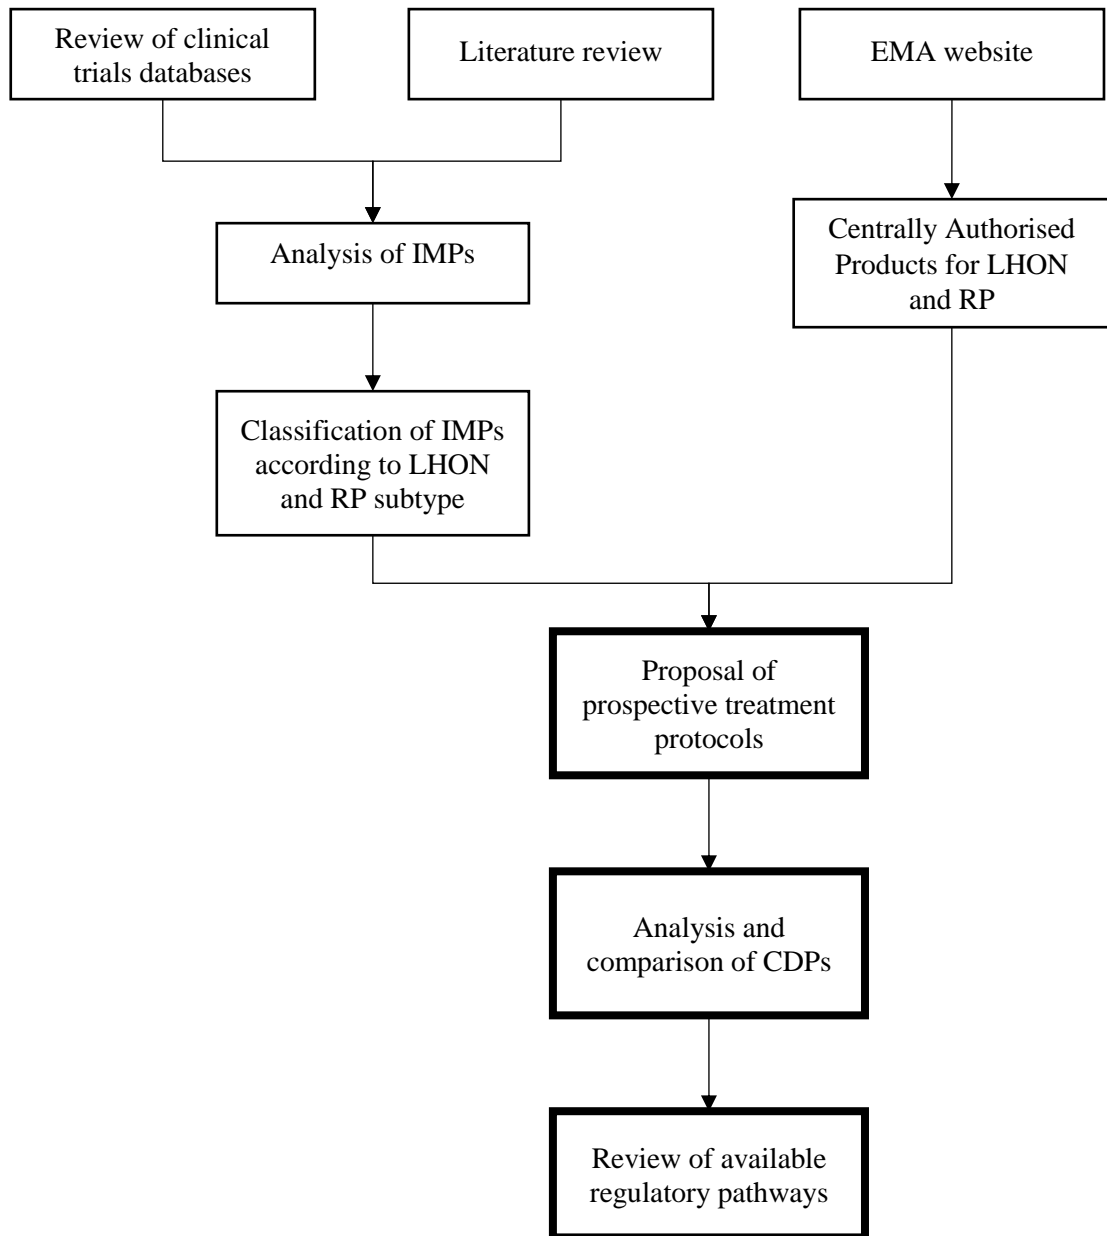 Review of clinical
trials databases
Literature review
EMA website
Analysis of IMPs
Centrally Authorised
Products for LHON
and RP
Classification of IMPs
according to LHON
and RP subtype
Proposal of
prospective treatment
protocols
Analysis and
comparison of CDPs
Review of available
regulatory pathways